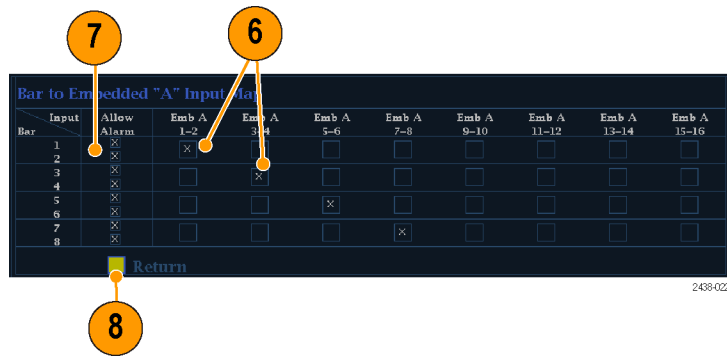 7 6
Bar to Embedded "A" Input Map
Input Allow Emb A Emb A Emb A Emb A Emb A Emb A Emb A Emb A
Bar Alarm 1-2 3-4 5-6 7-8 9-10 11-12 13-14 15-16
1 X X
2 X
3 X X
4 X
5 X X
6 X
7 X X
8 X
Return
2438-022
8